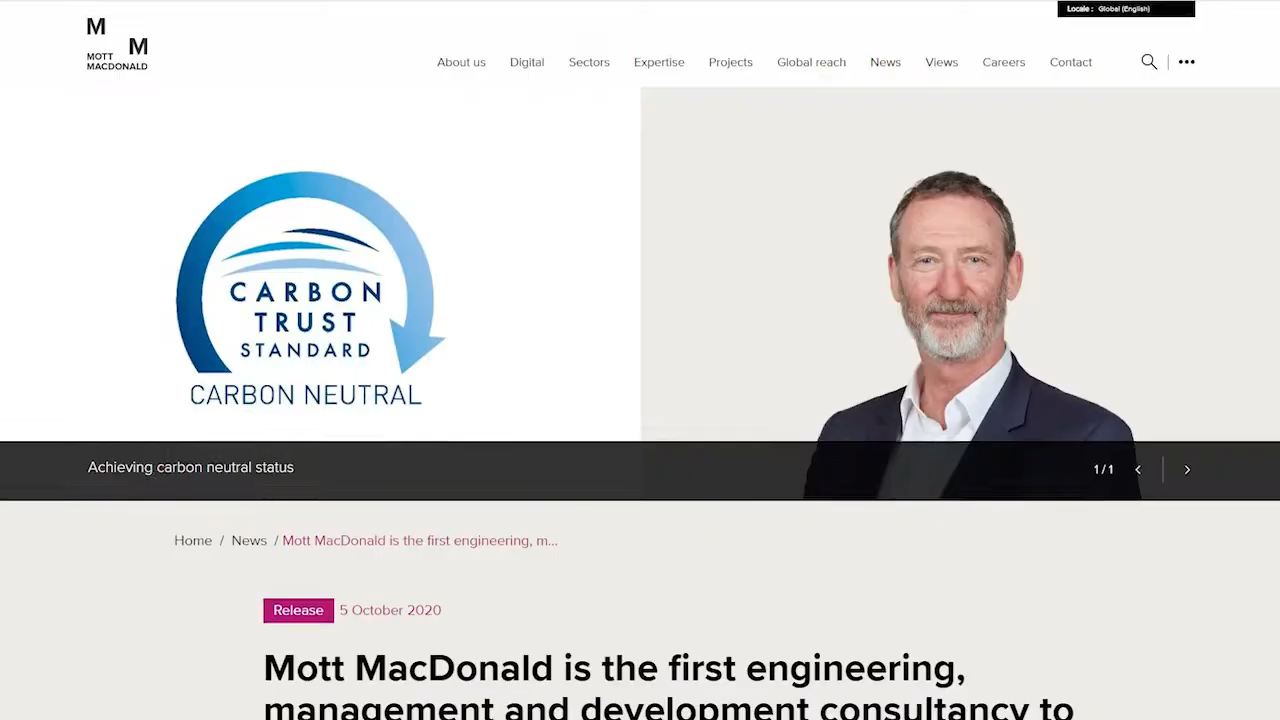 Locale : Global (English)
M
M
MOTT
MACDONALD
About us Digital Sectors Expertise Projects Global reach News Views Careers Contact
CARBON
TRUST
STANDARD
CARBON NEUTRAL
Achieving carbon neutral status
1 / 1
Home / News / Mott MacDonald is the first engineering, m...
Release 5 October 2020
Mott MacDonald is the first engineering,
management and development consultancy to